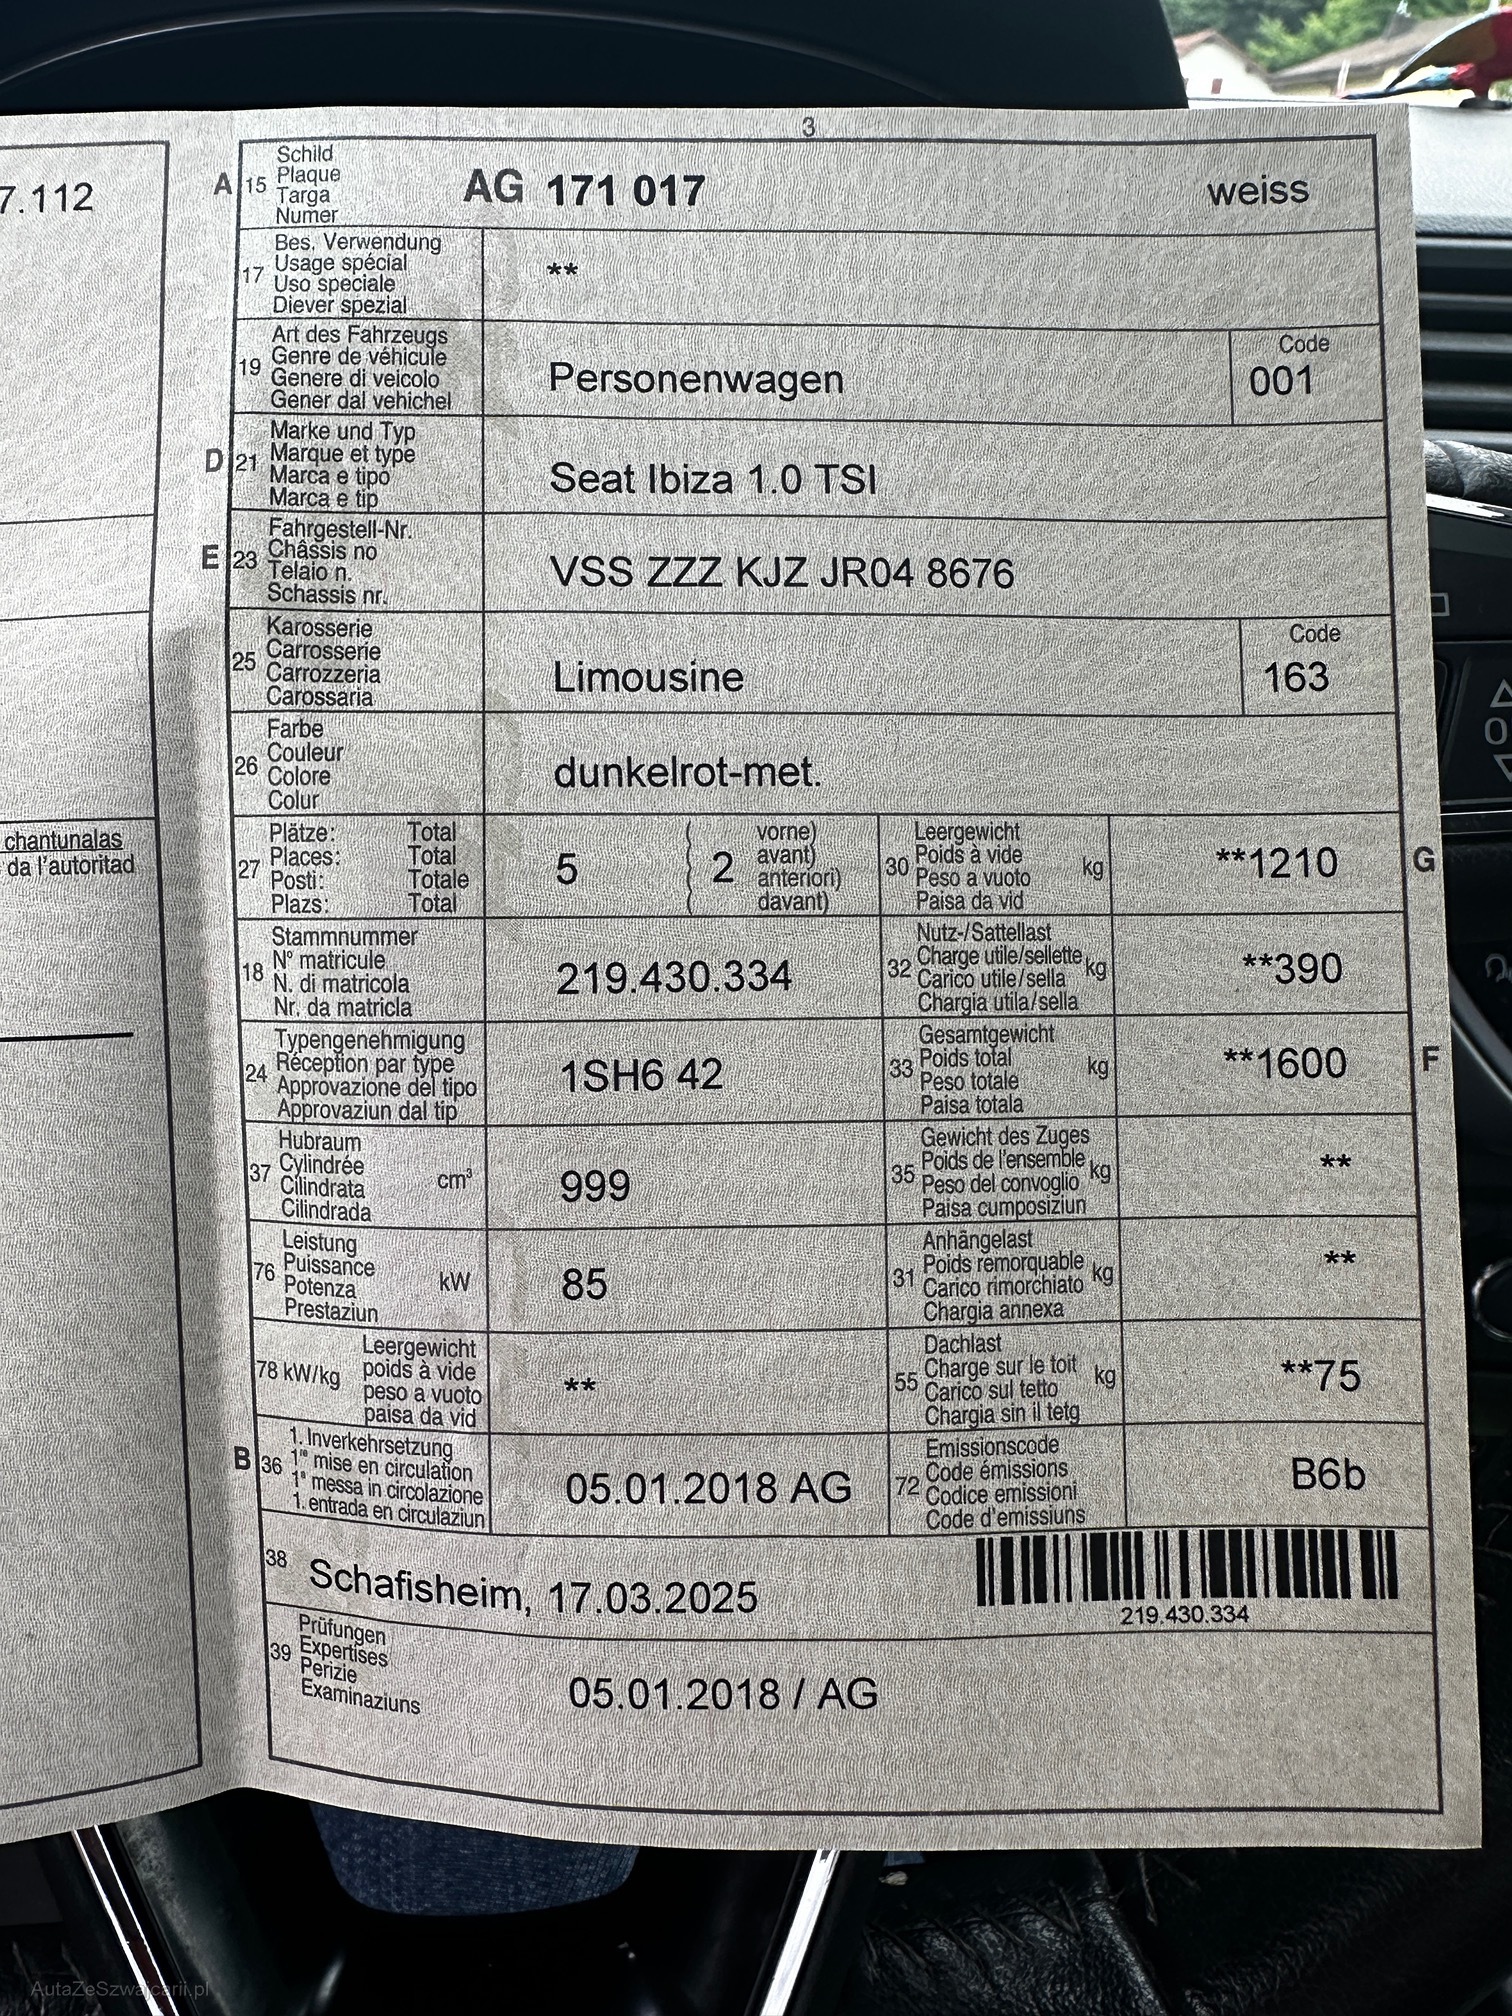 3
7.112
A 15 Schild
Plaque
Targa
Numer
AG 171 017 weiss
17 Bes. Verwendung
Usage spécial
Uso speciale
Diever spezial
**
19 Art des Fahrzeugs
Genre de véhicule
Genere di veicolo
Gener dal vehichel
Personenwagen
Code
001
D 21 Marke und Typ
Marque et type
Marca e tipo
Marca e tip
Seat Ibiza 1.0 TSI
E 23 Fahrgestell-Nr.
Châssis no
Telaio n.
Schassis nr.
VSS ZZZ KJZ JR04 8676
25 Karosserie
Carrosserie
Carrozzeria
Carossaria
Limousine
Code
163
26 Farbe
Couleur
Colore
Colur
dunkelrot-met.
chantunalas
da l'autoritad
27 Plätze: Total
Places: Total
Posti: Totale
Plazs: Total
5 ( 2 vorne)
( avant)
( anteriori)
( davant)
30 Leergewicht
Poids à vide kg
Peso a vuoto
Paisa da vid
**1210 G
18 Stammnummer
N° matricule
N. di matricola
Nr. da matricla
219.430.334
32 Nutz-/Sattellast
Charge utile/sellette kg
Carico utile/sella
Chargia utila/sella
**390
24 Typengenehmigung
Réception par type
Approvazione del tipo
Approvaziun dal tip
1SH6 42
33 Gesamtgewicht
Poids total kg
Peso totale
Paisa totala
**1600 F
37 Hubraum
Cylindrée cm³
Cilindrata
Cilindrada
999
35 Gewicht des Zuges
Poids de l'ensemble kg
Peso del convoglio
Paisa cumposiziun
**
76 Leistung
Puissance kW
Potenza
Prestaziun
85
31 Anhängelast
Poids remorquable kg
Carico rimorchiato
Chargia annexa
**
78 kW/kg Leergewicht
poids à vide
peso a vuoto
paisa da vid
**
55 Dachlast
Charge sur le toit kg
Carico sul tetto
Chargia sin il tetg
**75
B 36 1. Inverkehrsetzung
1re mise en circulation
1a messa in circolazione
1. entrada en circulaziun
05.01.2018 AG
72 Emissionscode
Code émissions
Codice emissioni
Code d'emissiuns
B6b
38 Schafisheim, 17.03.2025
219.430.334
39 Prüfungen
Expertises
Perizie
Examinaziuns
05.01.2018 / AG
AutaZeSzwajcarii.pl